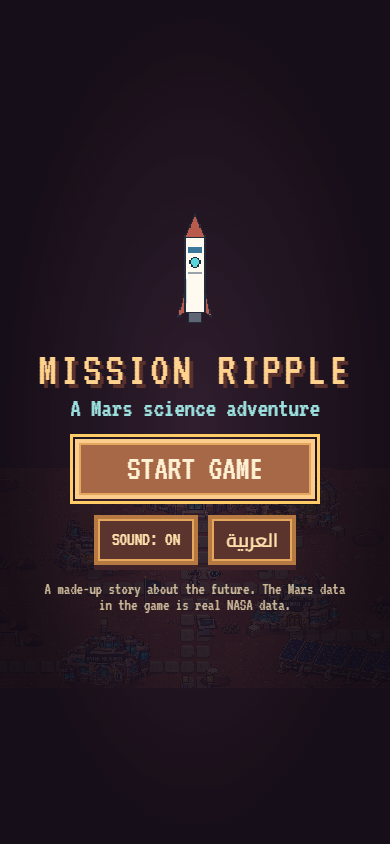 MISSION RIPPLE
A Mars science adventure
START GAME
SOUND: ON
العربية
A made-up story about the future. The Mars data
in the game is real NASA data.